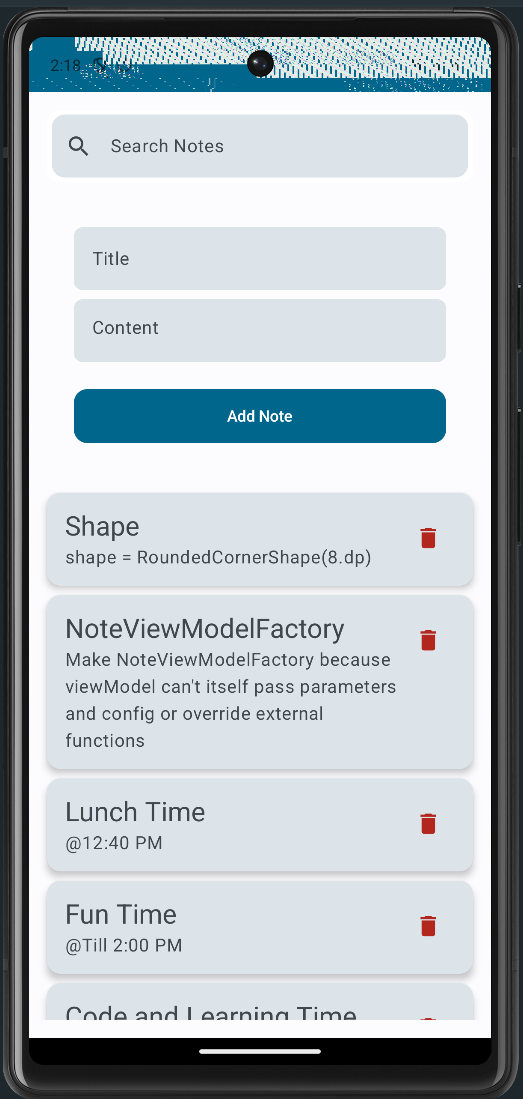 2:18
Search Notes
Title
Content
Add Note
Shape
shape = RoundedCornerShape(8.dp)
NoteViewModelFactory
Make NoteViewModelFactory because
viewModel can't itself pass parameters
and config or override external
functions
Lunch Time
@12:40 PM
Fun Time
@Till 2:00 PM
Code and Learning Time